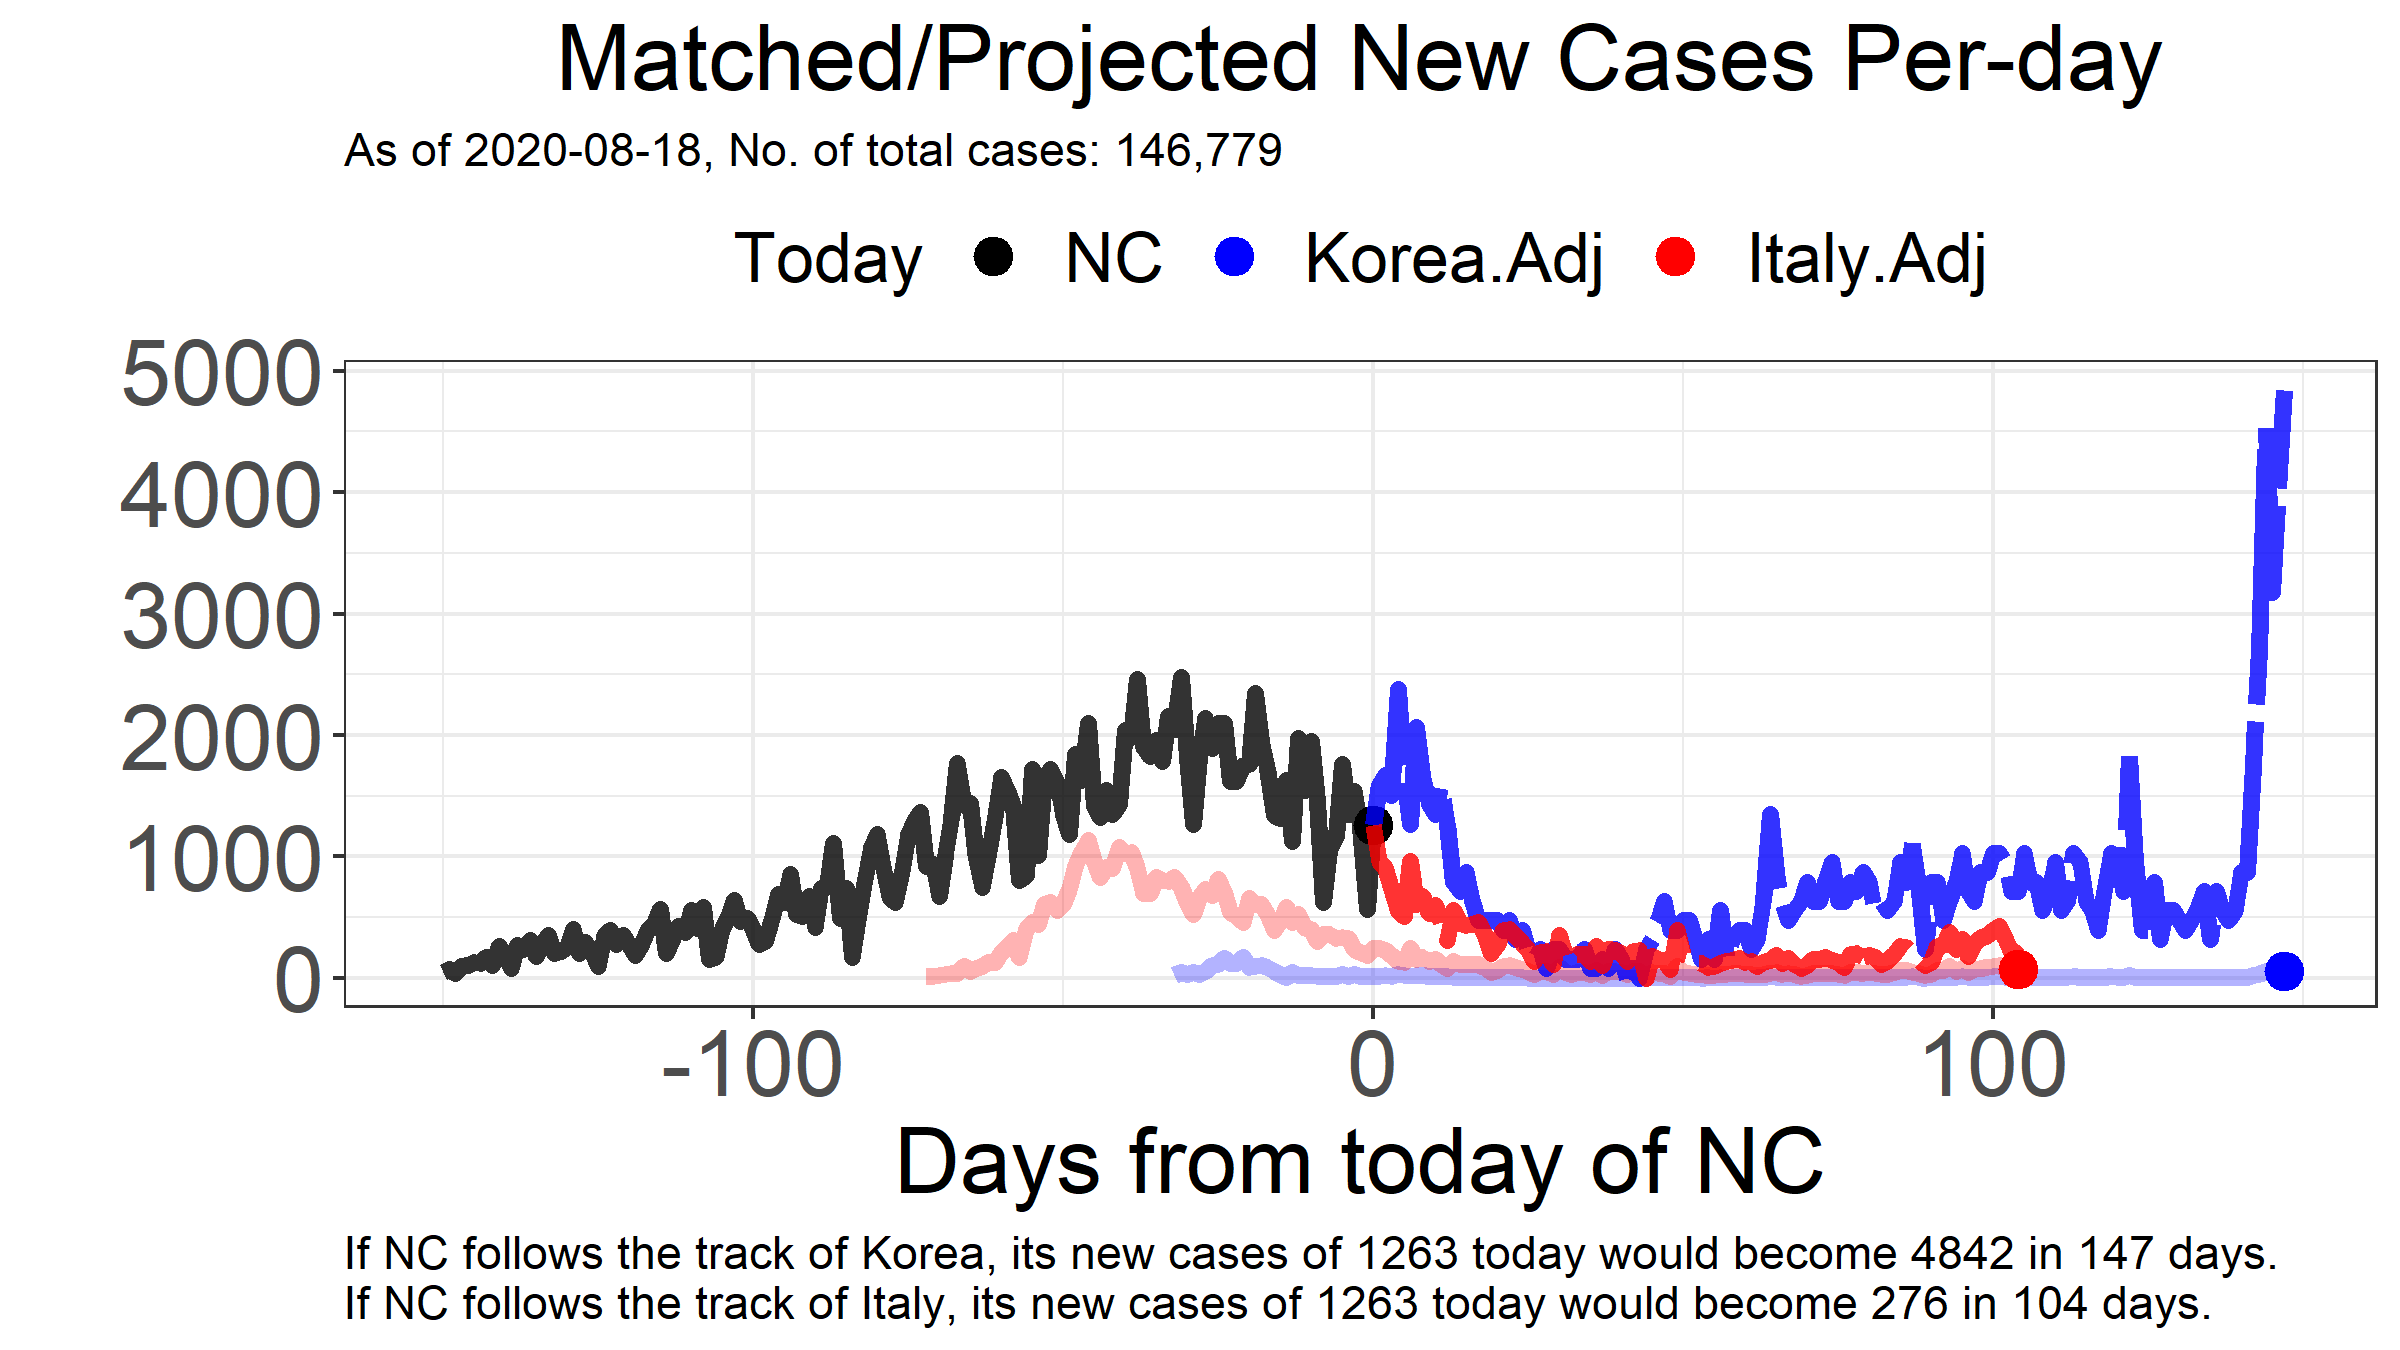 Matched/Projected New Cases Per-day
As of 2020-08-18, No. of total cases: 146,779
Today NC Korea.Adj Italy.Adj
5000
4000
3000
2000
1000
0
-100 0 100
Days from today of NC
If NC follows the track of Korea, its new cases of 1263 today would become 4842 in 147 days.
If NC follows the track of Italy, its new cases of 1263 today would become 276 in 104 days.